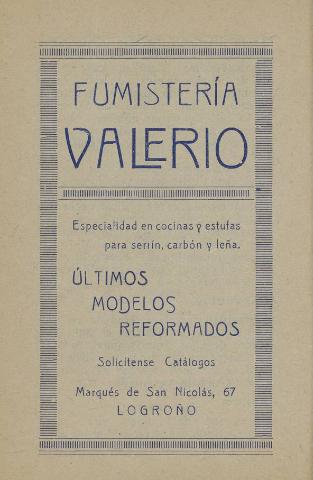 FUMISTERÍA
VALERIO
Especialidad en cocinas y estufas
para serrín, carbón y leña.
ÚLTIMOS
MODELOS
REFORMADOS
Solicítense Catálogos
Marqués de San Nicolás, 67
LOGROÑO